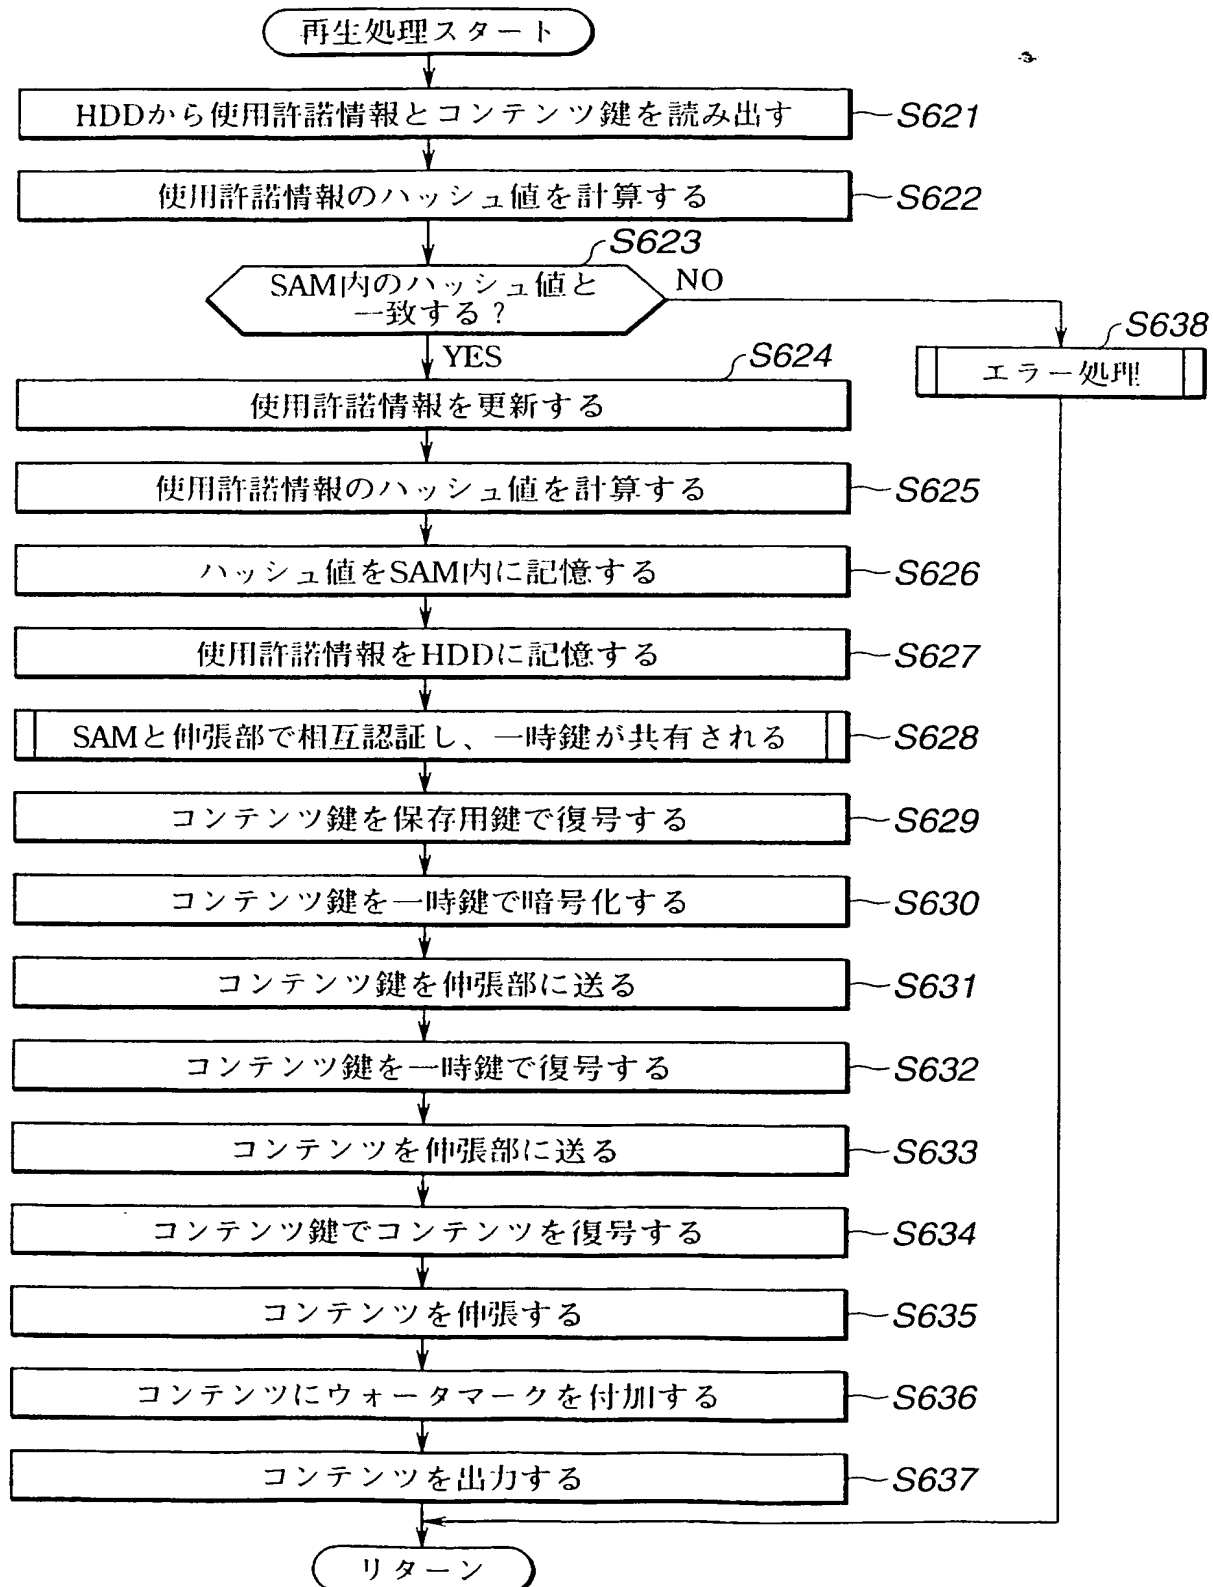 再生処理スタート
HDDから使用許諾情報とコンテンツ鍵を読み出す
S621
使用許諾情報のハッシュ値を計算する
S622
S623
SAM内のハッシュ値と
一致する?
NO
YES
S638
エラー処理
S624
使用許諾情報を更新する
使用許諾情報のハッシュ値を計算する
S625
ハッシュ値をSAM内に記憶する
S626
使用許諾情報をHDDに記憶する
S627
SAMと伸張部で相互認証し、一時鍵が共有される
S628
コンテンツ鍵を保存用鍵で復号する
S629
コンテンツ鍵を一時鍵で暗号化する
S630
コンテンツ鍵を伸張部に送る
S631
コンテンツ鍵を一時鍵で復号する
S632
コンテンツを伸張部に送る
S633
コンテンツ鍵でコンテンツを復号する
S634
コンテンツを伸張する
S635
コンテンツにウォータマークを付加する
S636
コンテンツを出力する
S637
リターン